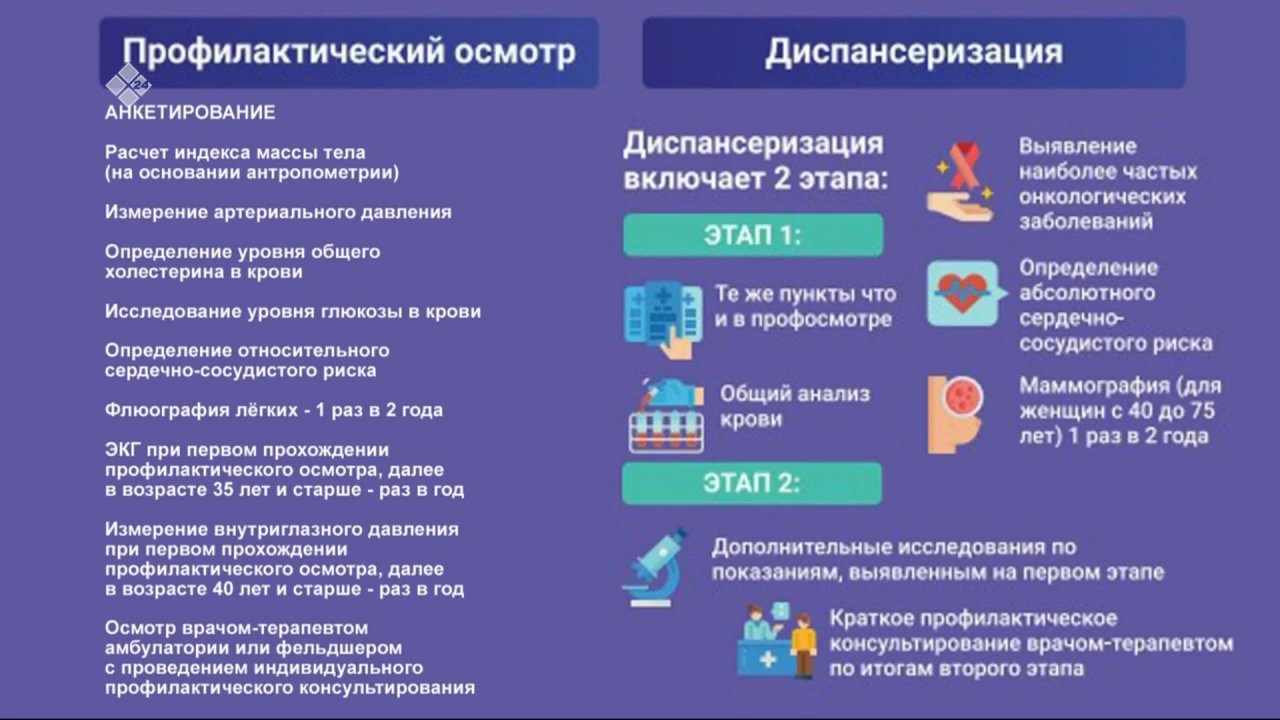 Профилактический осмотр
Х24
АНКЕТИРОВАНИЕ
Расчет индекса массы тела
(на основании антропометрии)
Измерение артериального давления
Определение уровня общего
холестерина в крови
Исследование уровня глюкозы в крови
Определение относительного
сердечно-сосудистого риска
Флюография лёгких - 1 раз в 2 года
ЭКГ при первом прохождении
профилактического осмотра, далее
в возрасте 35 лет и старше - раз в год
Измерение внутриглазного давления
при первом прохождении
профилактического осмотра, далее
в возрасте 40 лет и старше - раз в год
Осмотр врачом-терапевтом
амбулатории или фельдшером
с проведением индивидуального
профилактического консультирования
Диспансеризация
Диспансеризация
включает 2 этапа:
ЭТАП 1:
Те же пункты что
и в профосмотре
Общий анализ
крови
Выявление
наиболее частых
онкологических
заболеваний
Определение
абсолютного
сердечно-
сосудистого риска
Маммография (для
женщин с 40 до 75
лет) 1 раз в 2 года
ЭТАП 2:
Дополнительные исследования по
показаниям, выявленным на первом этапе
Краткое профилактическое
консультирование врачом-терапевтом
по итогам второго этапа